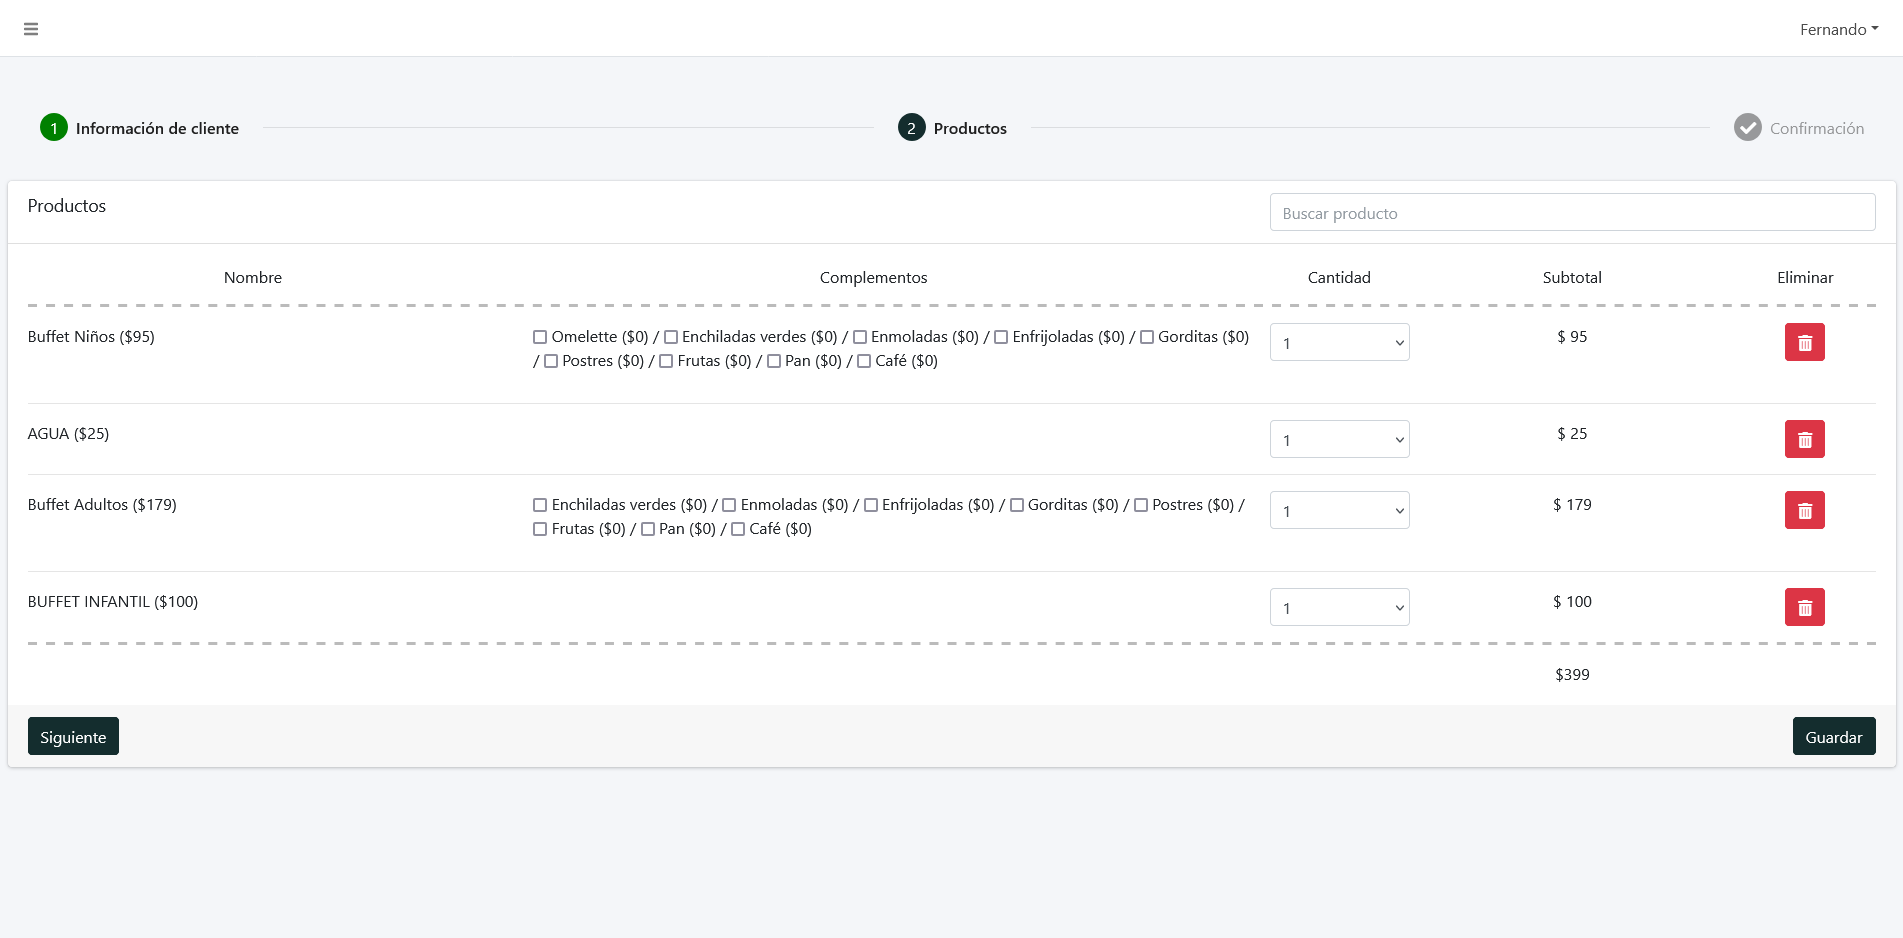 Fernando
1 Información de cliente
2 Productos
Confirmación
Productos
Buscar producto
Nombre Complementos Cantidad Subtotal Eliminar
Buffet Niños ($95) Omelette ($0) / Enchiladas verdes ($0) / Enmoladas ($0) / Enfrijoladas ($0) / Gorditas ($0) 1 $ 95
/ Postres ($0) / Frutas ($0) / Pan ($0) / Café ($0)
AGUA ($25) 1 $ 25
Buffet Adultos ($179) Enchiladas verdes ($0) / Enmoladas ($0) / Enfrijoladas ($0) / Gorditas ($0) / Postres ($0) / 1 $ 179
Frutas ($0) / Pan ($0) / Café ($0)
BUFFET INFANTIL ($100) 1 $ 100
$399
Siguiente Guardar